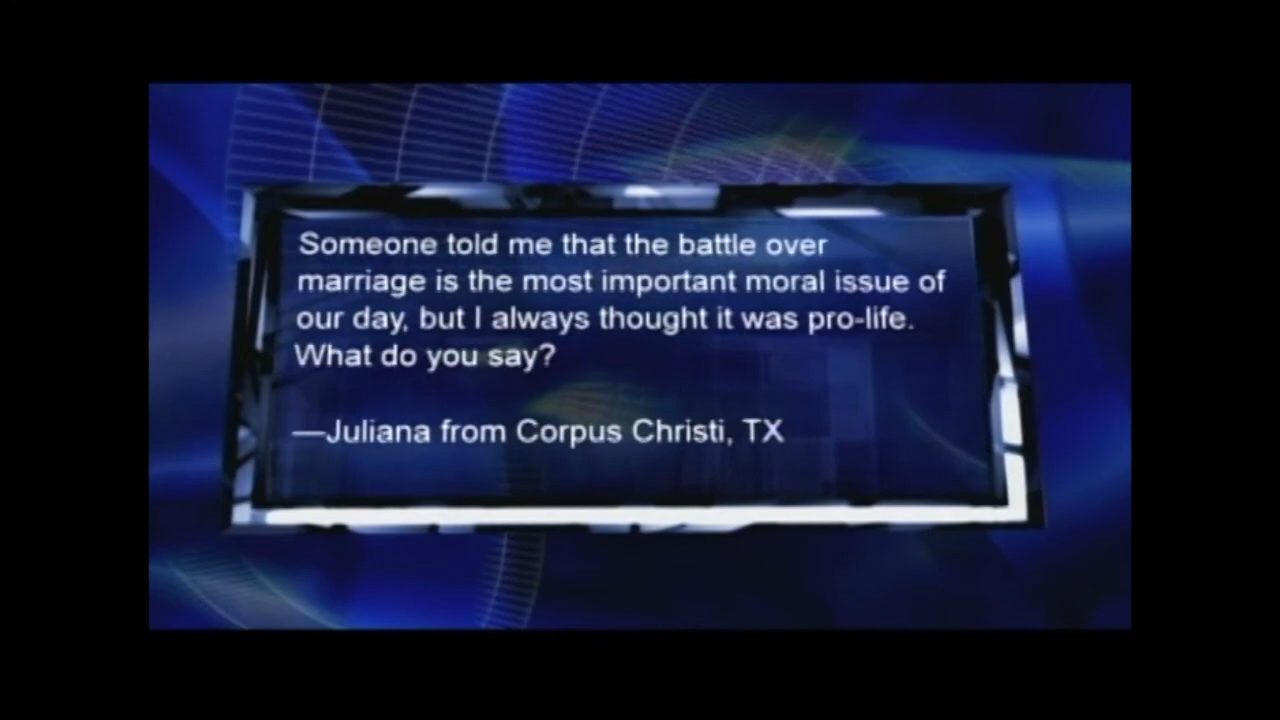 Someone told me that the battle over
marriage is the most important moral issue of
our day, but I always thought it was pro-life.
What do you say?
—Juliana from Corpus Christi, TX